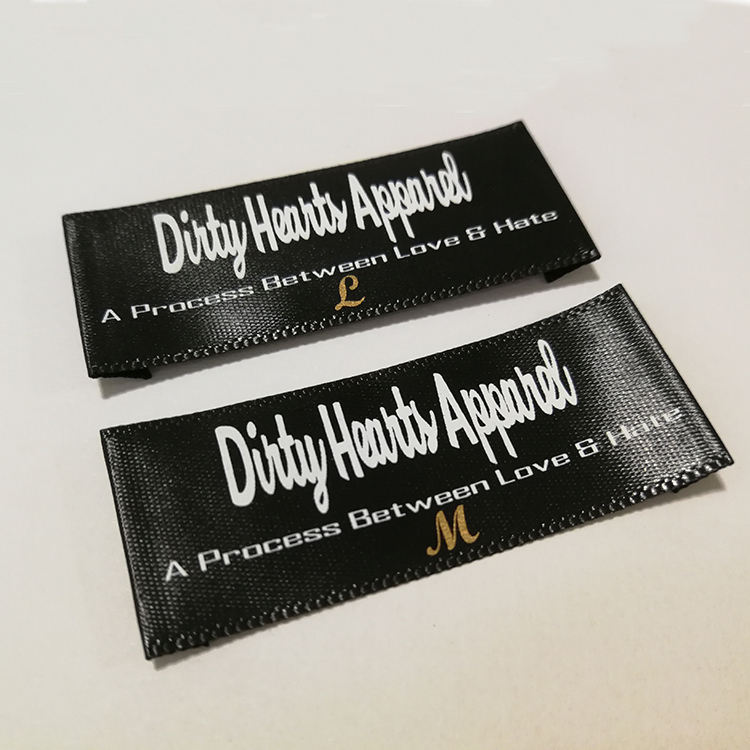 Dirty Hearts Apparel
A Process Between Love & Hate
L
Dirty Hearts Apparel
A Process Between Love & Hate
M